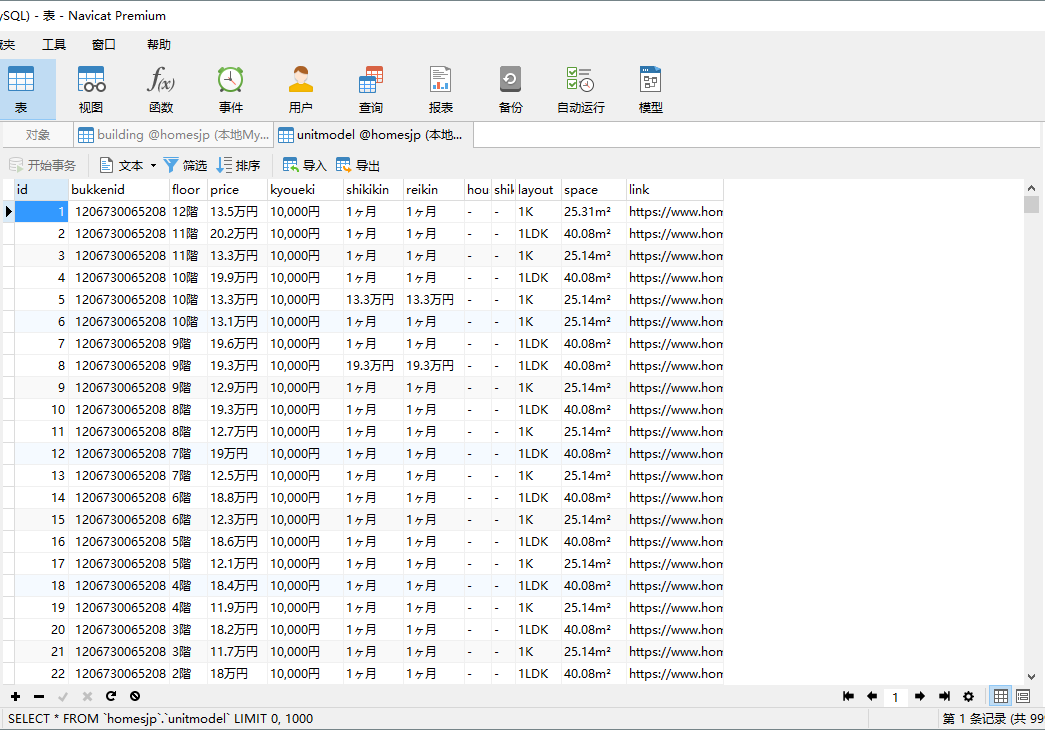 ySQL) - 表 - Navicat Premium
工具 窗口 帮助
表 视图 函数 事件 用户 查询 报表 备份 自动运行 模型
对象 building @homesjp (本地My... unitmodel @homesjp (本地...
开始事务 文本 筛选 排序 导入 导出
id bukkenid floor price kyoueki shikikin reikin hou shik layout space link
1 1206730065208 12階 13.5万円 10,000円 1ヶ月 1ヶ月 - - 1K 25.31m² https://www.hom
2 1206730065208 11階 20.2万円 10,000円 1ヶ月 1ヶ月 - - 1LDK 40.08m² https://www.hom
3 1206730065208 11階 13.3万円 10,000円 1ヶ月 1ヶ月 - - 1K 25.14m² https://www.hom
4 1206730065208 10階 19.9万円 10,000円 1ヶ月 1ヶ月 - - 1LDK 40.08m² https://www.hom
5 1206730065208 10階 13.3万円 10,000円 13.3万円 13.3万円 - - 1K 25.14m² https://www.hom
6 1206730065208 10階 13.1万円 10,000円 1ヶ月 1ヶ月 - - 1K 25.14m² https://www.hom
7 1206730065208 9階 19.6万円 10,000円 1ヶ月 1ヶ月 - - 1LDK 40.08m² https://www.hom
8 1206730065208 9階 19.3万円 10,000円 19.3万円 19.3万円 - - 1LDK 40.08m² https://www.hom
9 1206730065208 9階 12.9万円 10,000円 1ヶ月 1ヶ月 - - 1K 25.14m² https://www.hom
10 1206730065208 8階 19.3万円 10,000円 1ヶ月 1ヶ月 - - 1LDK 40.08m² https://www.hom
11 1206730065208 8階 12.7万円 10,000円 1ヶ月 1ヶ月 - - 1K 25.14m² https://www.hom
12 1206730065208 7階 19万円 10,000円 1ヶ月 1ヶ月 - - 1LDK 40.08m² https://www.hom
13 1206730065208 7階 12.5万円 10,000円 1ヶ月 1ヶ月 - - 1K 25.14m² https://www.hom
14 1206730065208 6階 18.8万円 10,000円 1ヶ月 1ヶ月 - - 1LDK 40.08m² https://www.hom
15 1206730065208 6階 12.3万円 10,000円 1ヶ月 1ヶ月 - - 1K 25.14m² https://www.hom
16 1206730065208 5階 18.6万円 10,000円 1ヶ月 1ヶ月 - - 1LDK 40.08m² https://www.hom
17 1206730065208 5階 12.1万円 10,000円 1ヶ月 1ヶ月 - - 1K 25.14m² https://www.hom
18 1206730065208 4階 18.4万円 10,000円 1ヶ月 1ヶ月 - - 1LDK 40.08m² https://www.hom
19 1206730065208 4階 11.9万円 10,000円 1ヶ月 1ヶ月 - - 1K 25.14m² https://www.hom
20 1206730065208 3階 18.2万円 10,000円 1ヶ月 1ヶ月 - - 1LDK 40.08m² https://www.hom
21 1206730065208 3階 11.7万円 10,000円 1ヶ月 1ヶ月 - - 1K 25.14m² https://www.hom
22 1206730065208 2階 18万円 10,000円 1ヶ月 1ヶ月 - - 1LDK 40.08m² https://www.hom
1
SELECT * FROM `homesjp`.`unitmodel` LIMIT 0, 1000 第 1 条记录 (共 99